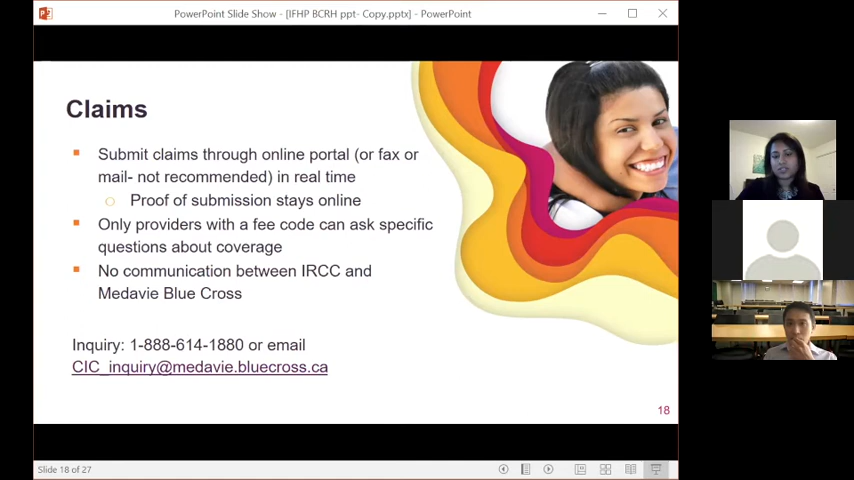 PowerPoint Slide Show - [IFHP BCRH ppt- Copy.pptx] - PowerPoint
Claims
Submit claims through online portal (or fax or
mail- not recommended) in real time
Proof of submission stays online
Only providers with a fee code can ask specific
questions about coverage
No communication between IRCC and
Medavie Blue Cross
Inquiry: 1-888-614-1880 or email
CIC_inquiry@medavie.bluecross.ca
18
Slide 18 of 27